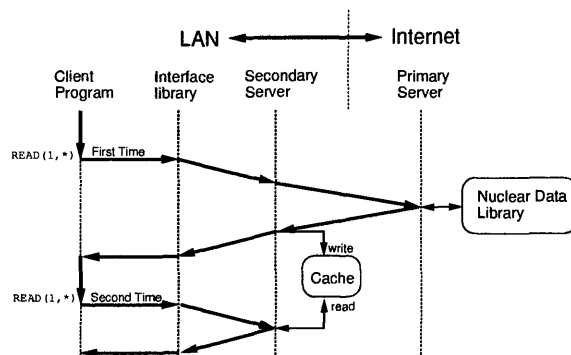 LAN
Internet
Client
Program
Interface
library
Secondary
Server
Primary
Server
READ(1,*)
First Time
Nuclear Data
Library
write
Cache
read
READ(1,*)
Second Time